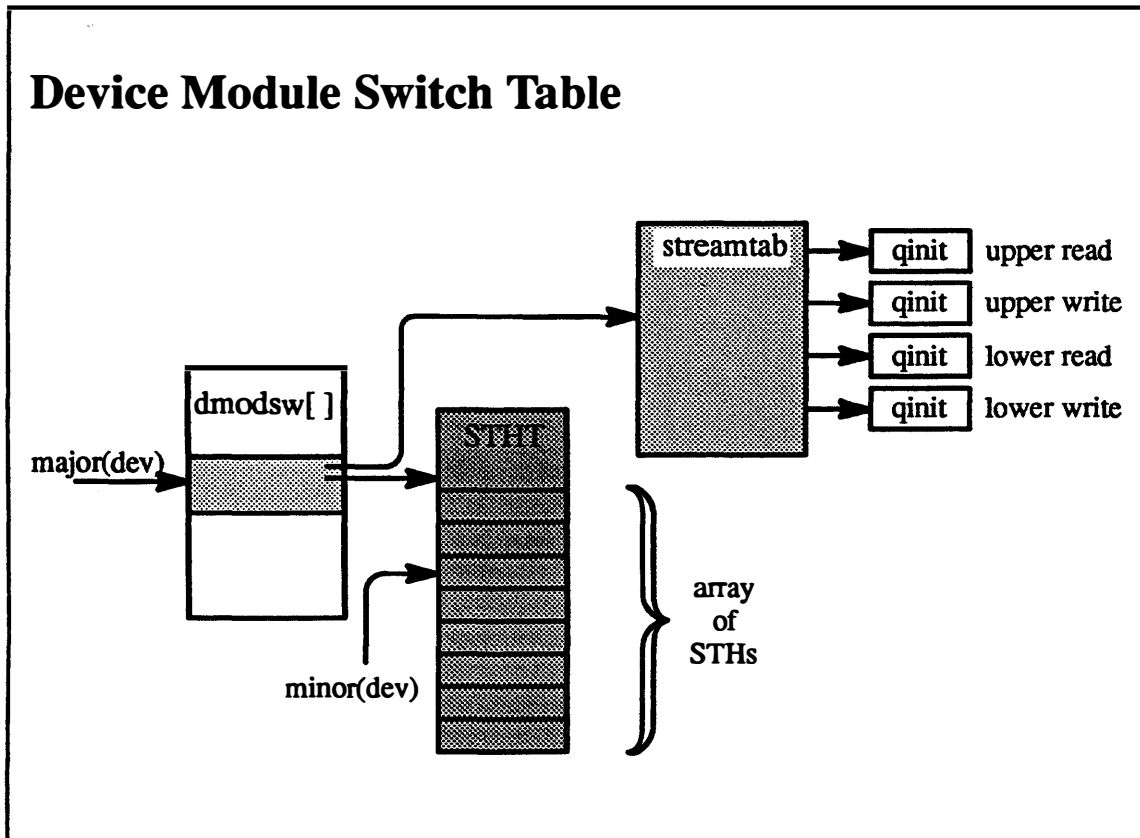 Device Module Switch Table
streamtab
qinit upper read
qinit upper write
qinit lower read
qinit lower write
dmodsw[ ]
major(dev)
STHT
minor(dev)
array
of
STHs